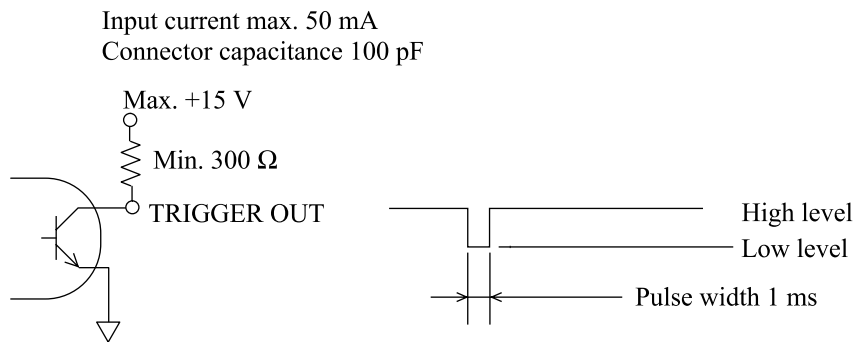 Input current max. 50 mA
Connector capacitance 100 pF
Max. +15 V
Min. 300 Ω
TRIGGER OUT
High level
Low level
Pulse width 1 ms